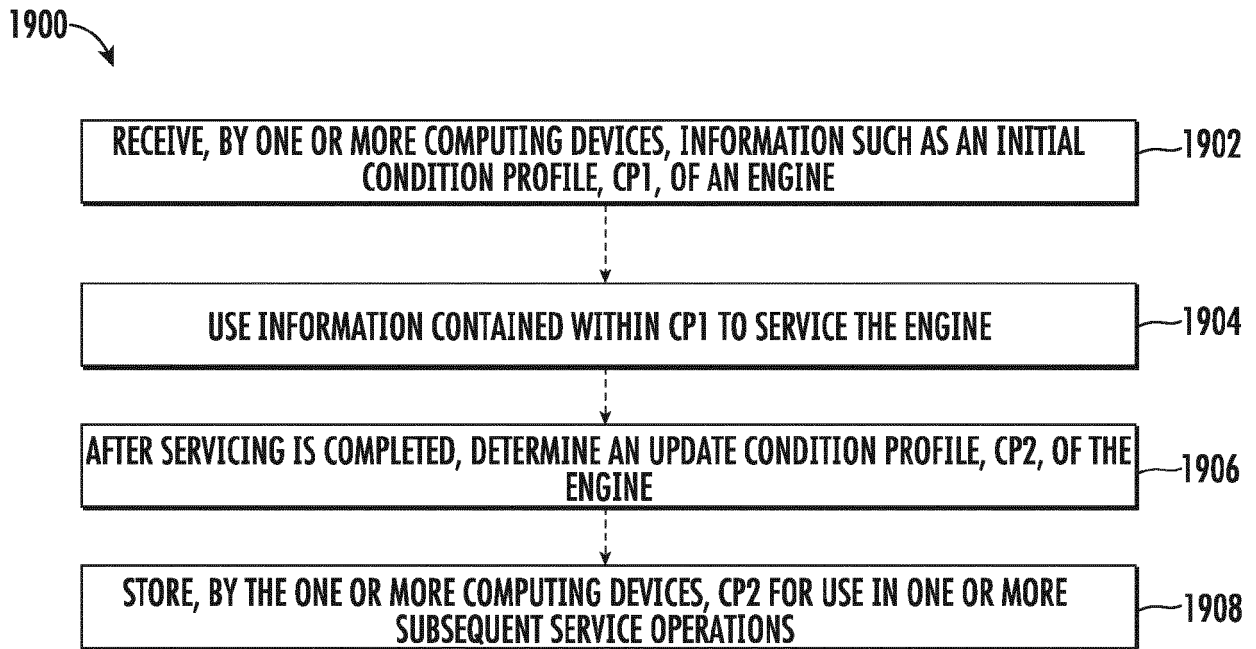 1900
RECEIVE, BY ONE OR MORE COMPUTING DEVICES, INFORMATION SUCH AS AN INITIAL
CONDITION PROFILE, CP1, OF AN ENGINE
1902
USE INFORMATION CONTAINED WITHIN CP1 TO SERVICE THE ENGINE
1904
AFTER SERVICING IS COMPLETED, DETERMINE AN UPDATE CONDITION PROFILE, CP2, OF THE
ENGINE
1906
STORE, BY THE ONE OR MORE COMPUTING DEVICES, CP2 FOR USE IN ONE OR MORE
SUBSEQUENT SERVICE OPERATIONS
1908